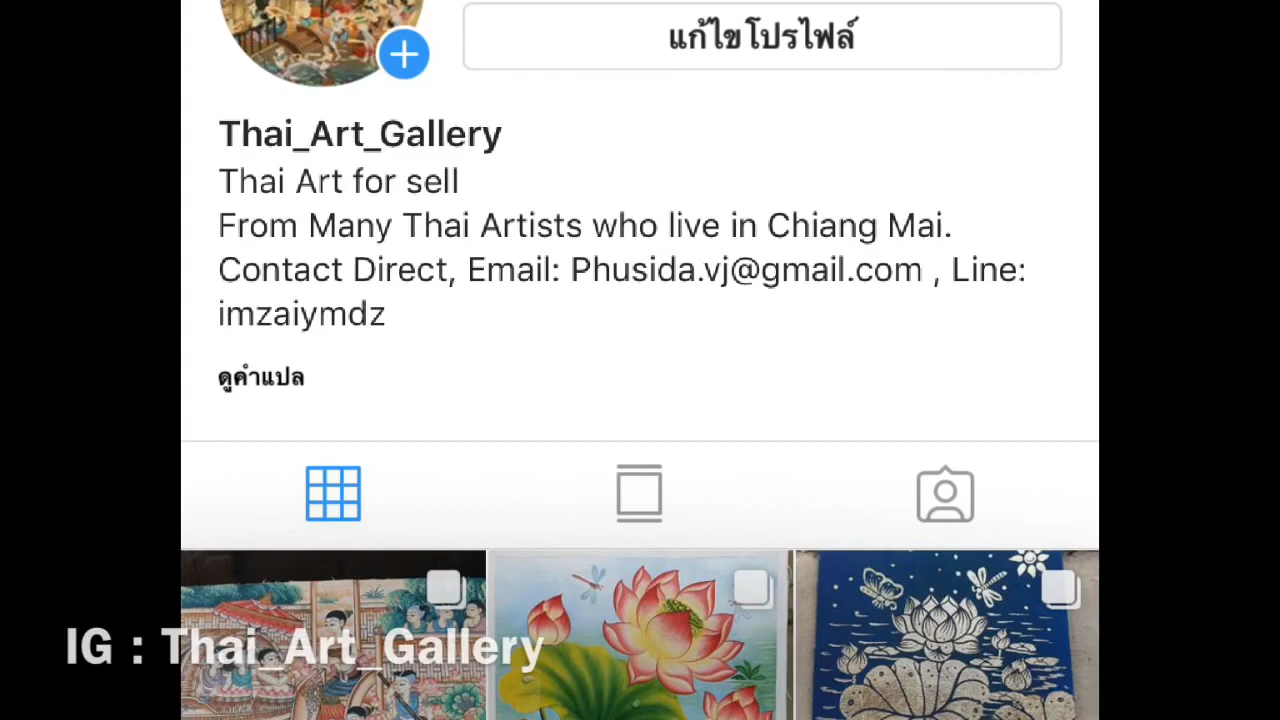 แก้ไขโปรไฟล์
Thai_Art_Gallery
Thai Art for sell
From Many Thai Artists who live in Chiang Mai.
Contact Direct, Email: Phusida.vj@gmail.com , Line:
imzaiymdz
ดูคำแปล
IG : Thai_Art_Gallery